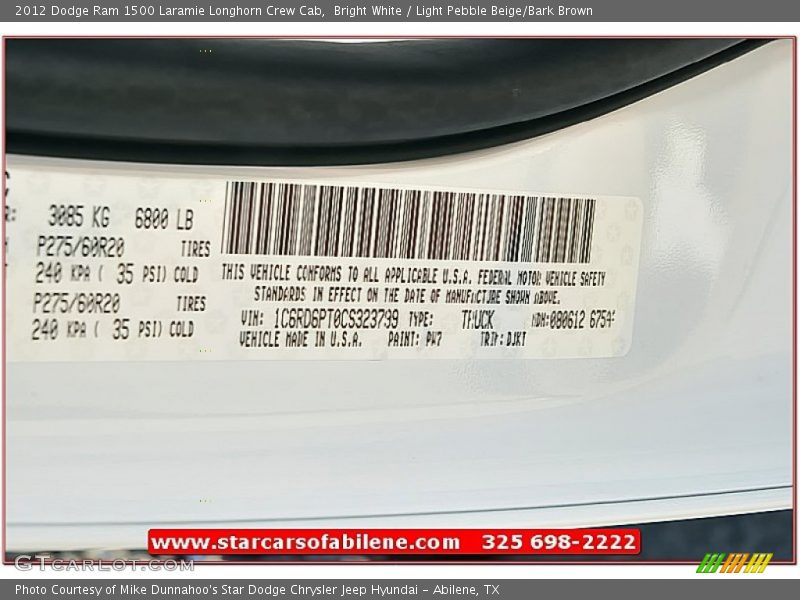 2012 Dodge Ram 1500 Laramie Longhorn Crew Cab,  Bright White / Light Pebble Beige/Bark Brown
3085 KG 6800 LB
P275/60R20 TIRES
240 KPA ( 35 PSI) COLD
P275/60R20 TIRES
240 KPA ( 35 PSI) COLD
THIS VEHICLE CONFORMS TO ALL APPLICABLE U.S.A. FEDERAL MOTOR VEHICLE SAFETY
STANDARDS IN EFFECT ON THE DATE OF MANUFACTURE SHOWN ABOVE.
VIN: 1C6RD6PT0CS323799 TYPE: TRUCK MDH:080612 6754
VEHICLE MADE IN U.S.A. PAINT: PW7 TRIM: DJKT
www.starcarsofabilene.com 325 698-2222
GTCARLOT.COM
Photo Courtesy of Mike Dunnahoo's Star Dodge Chrysler Jeep Hyundai – Abilene, TX